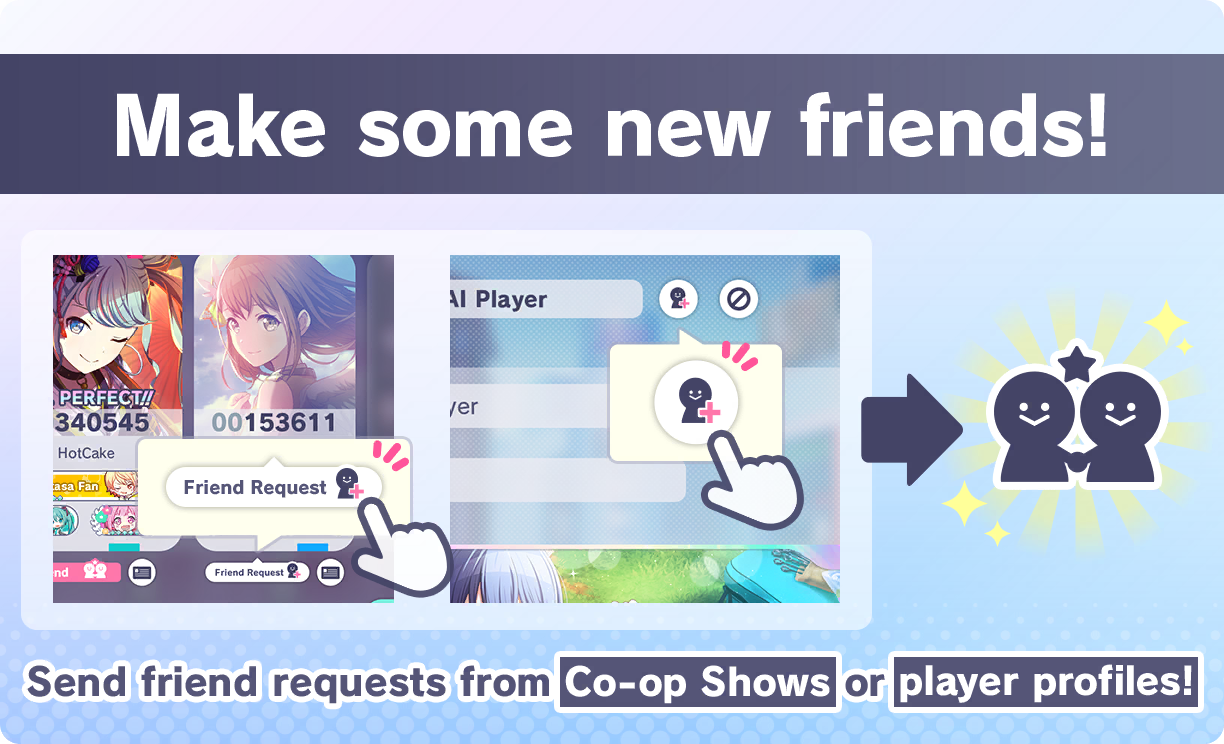 Make some new friends!
AI Player
PERFECT!!
340545
00153611
yer
HotCake
asa Fan
Friend Request
nd
Friend Request
Send friend requests from Co-op Shows or player profiles!